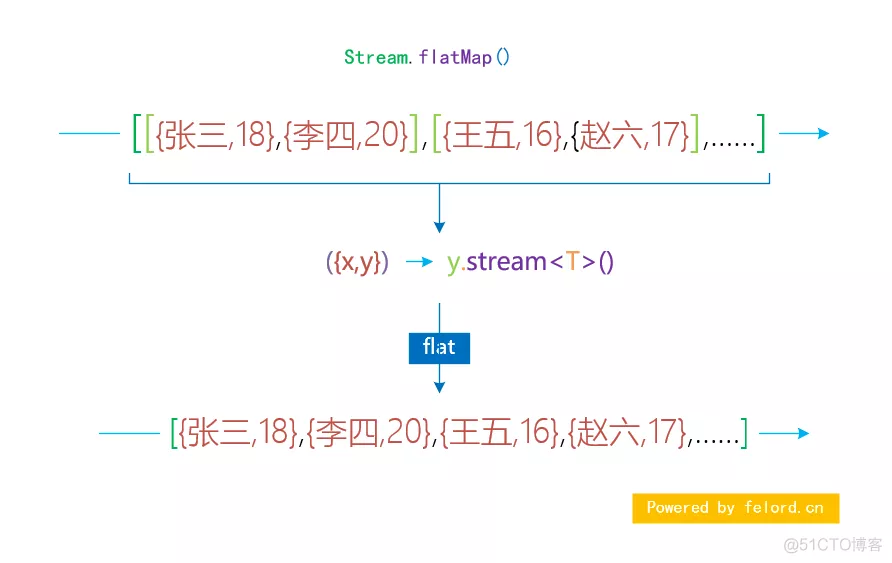 Stream.flatMap()
[[{张三,18},{李四,20}],[{王五,16},{赵六,17}],......]
({x,y}) → y.stream<T>()
flat
[{张三,18},{李四,20},{王五,16},{赵六,17},......]
Powered by felord.cn
@51CTO博客